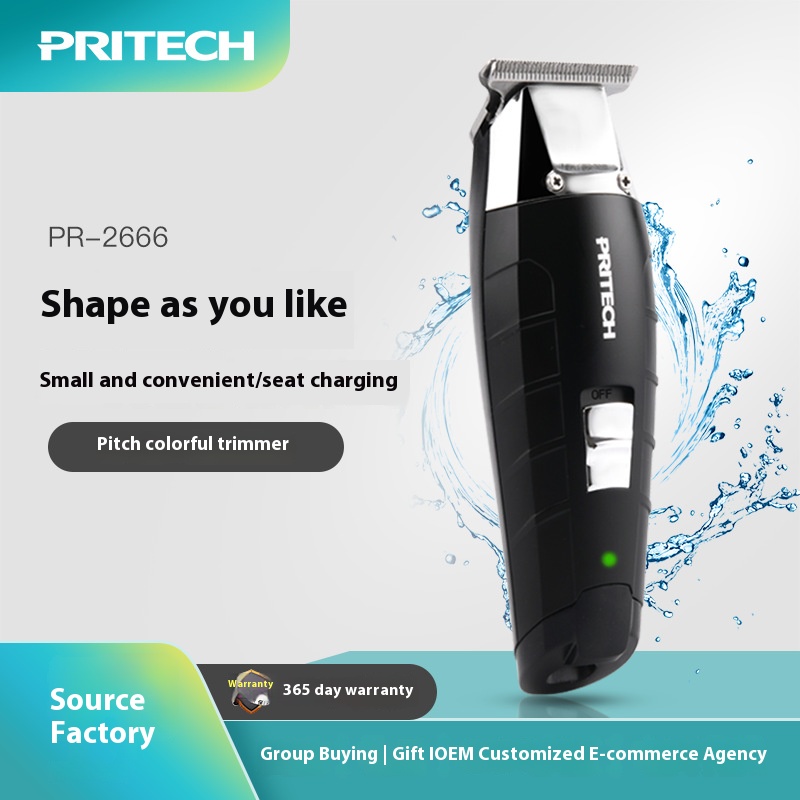 PRITECH
PR-2666
Shape as you like
Small and convenient/seat charging
Pitch colorful trimmer
PRITECH
OFF
Warranty
365 day warranty
Source
Factory
Group Buying | Gift IOEM Customized E-commerce Agency